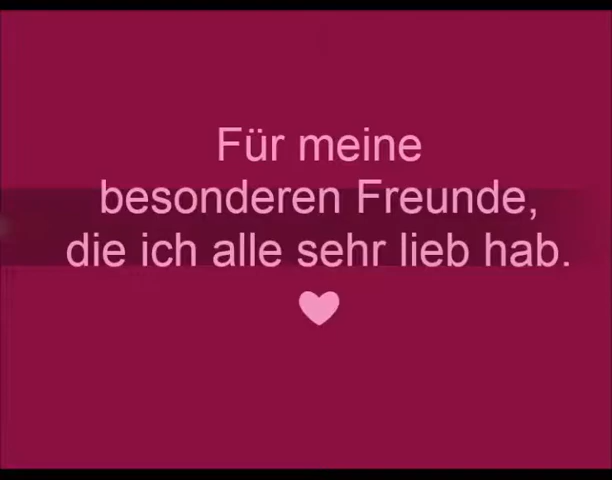 Für meine
besonderen Freunde,
die ich alle sehr lieb hab.